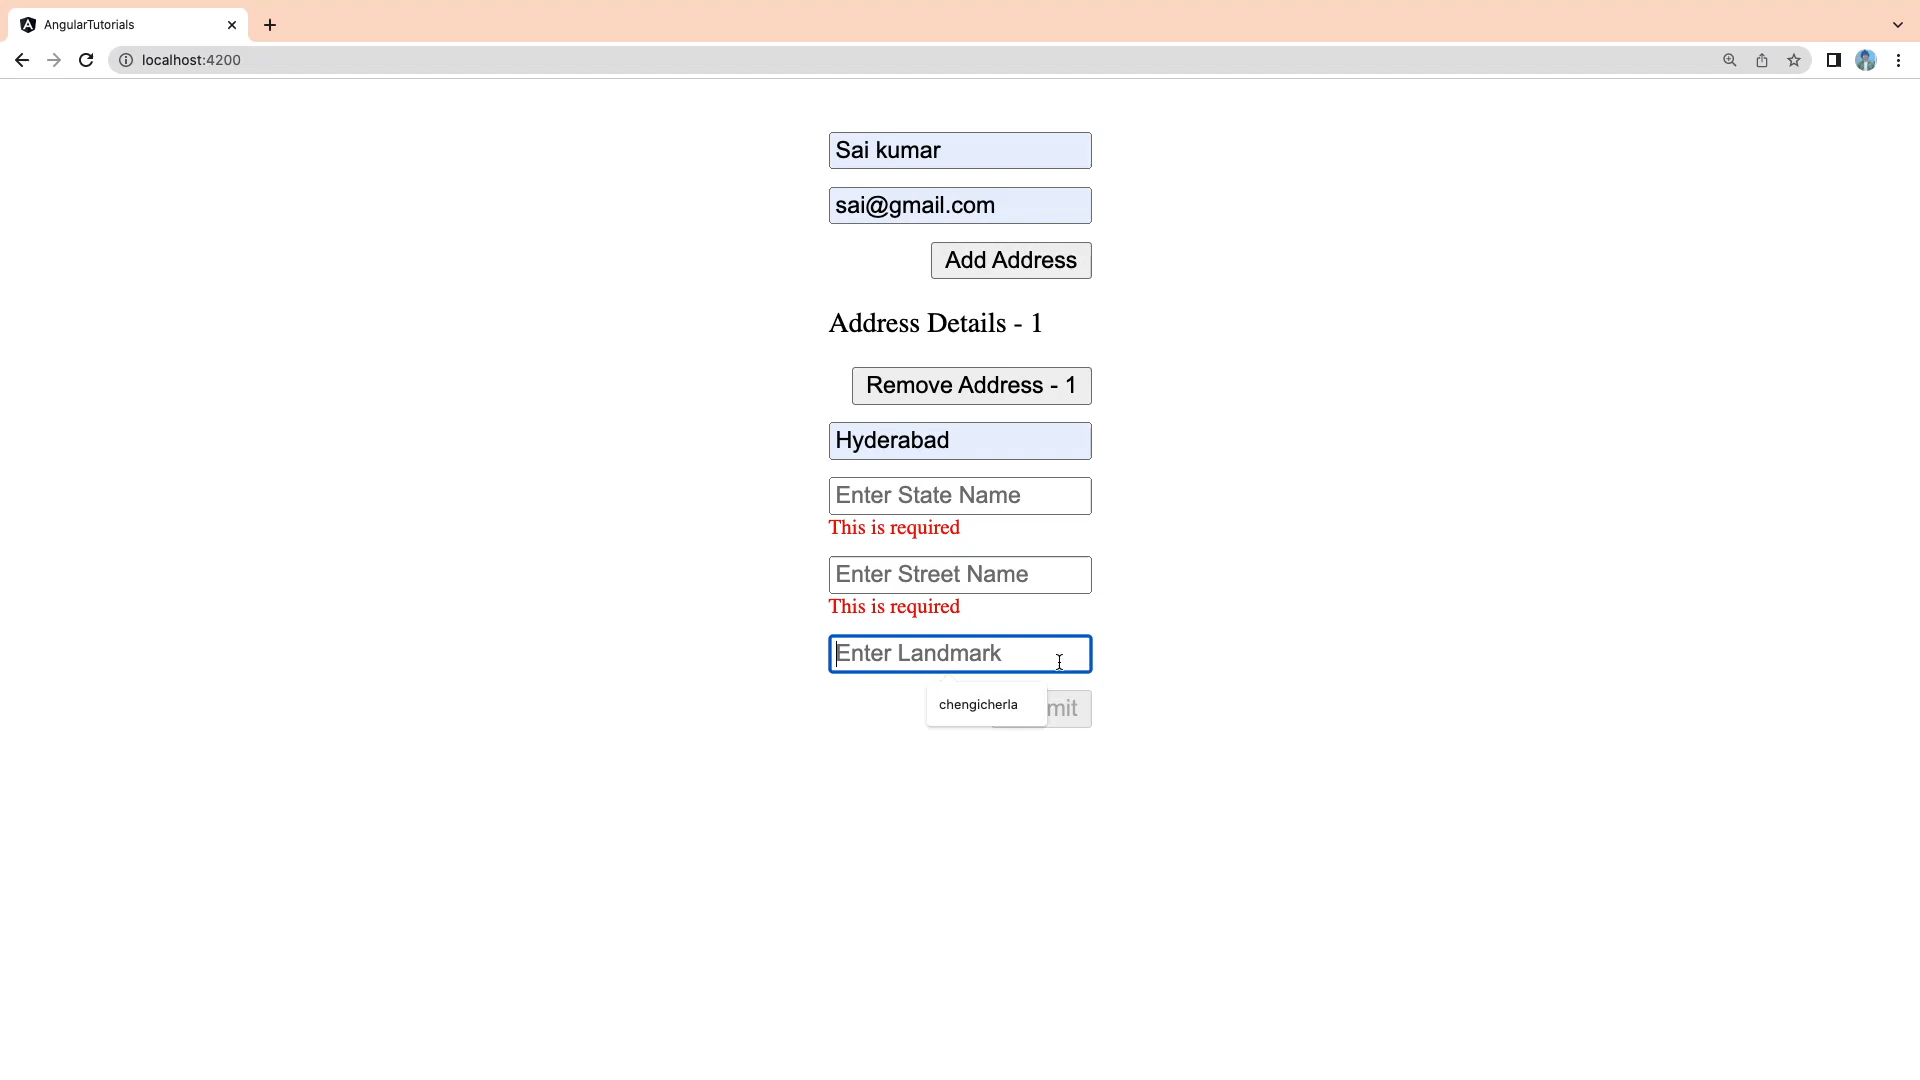 AngularTutorials
localhost:4200
Sai kumar
sai@gmail.com
Add Address
Address Details - 1
Remove Address - 1
Hyderabad
Enter State Name
This is required
Enter Street Name
This is required
Enter Landmark
chengicherla
mit